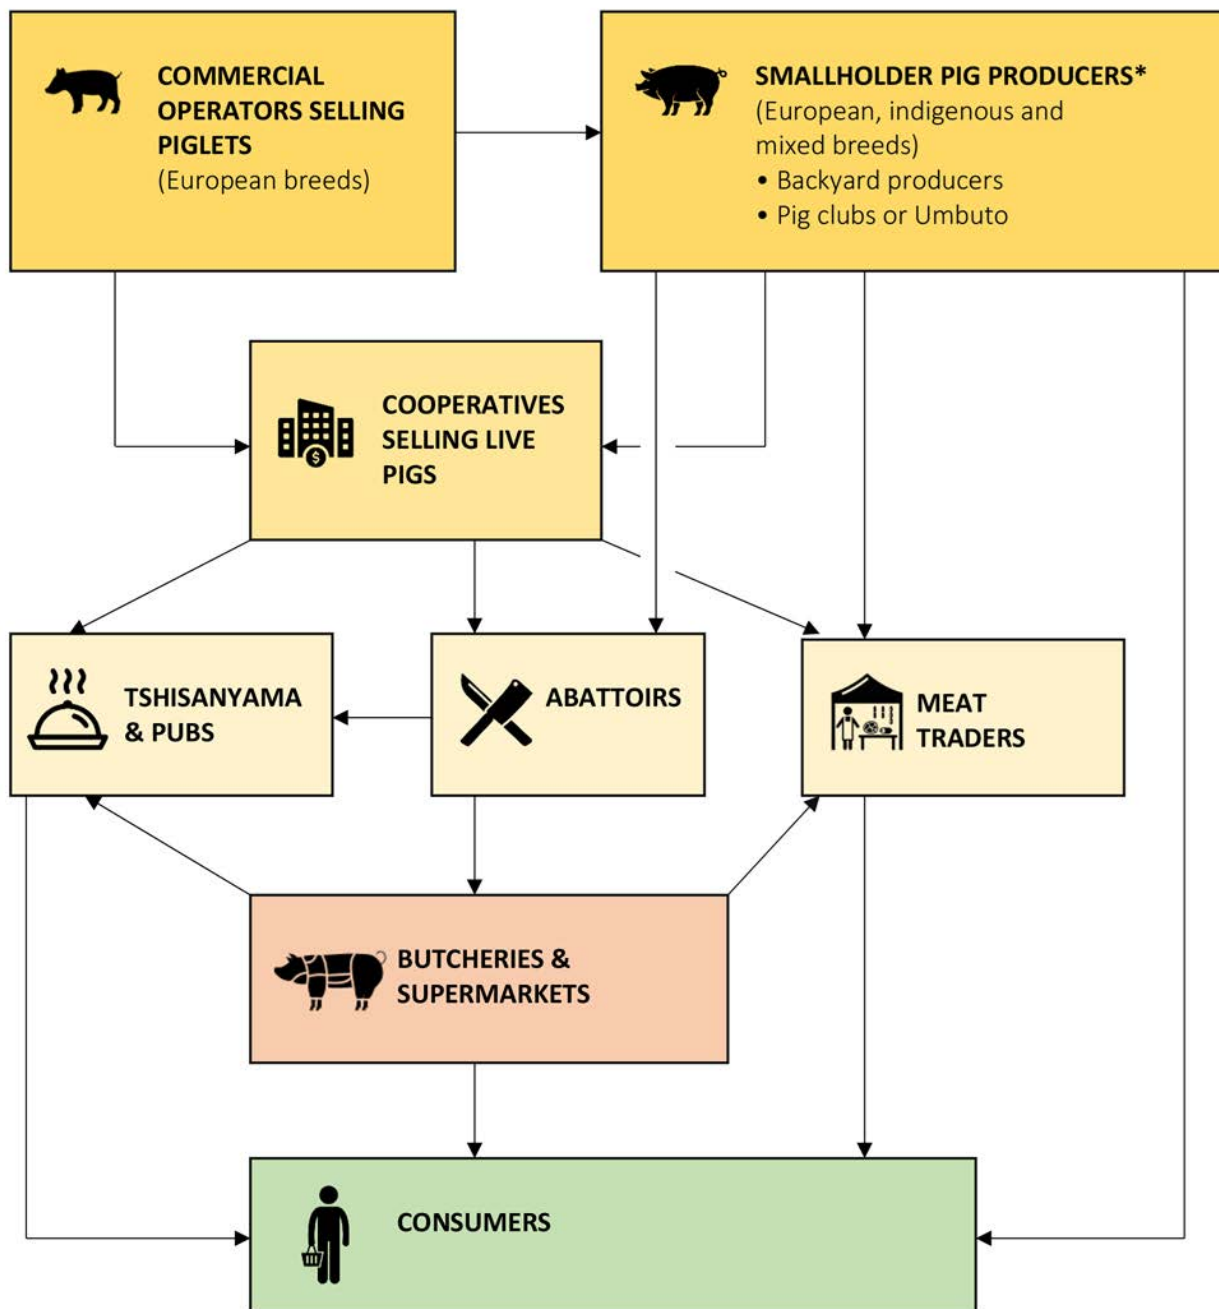 COMMERCIAL
OPERATORS SELLING
PIGLETS
(European breeds)
SMALLHOLDER PIG PRODUCERS*
(European, indigenous and
mixed breeds)
• Backyard producers
• Pig clubs or Umbuto
COOPERATIVES
SELLING LIVE
PIGS
$
TSHISANYAMA
& PUBS
ABATTOIRS
MEAT
TRADERS
BUTCHERIES &
SUPERMARKETS
CONSUMERS